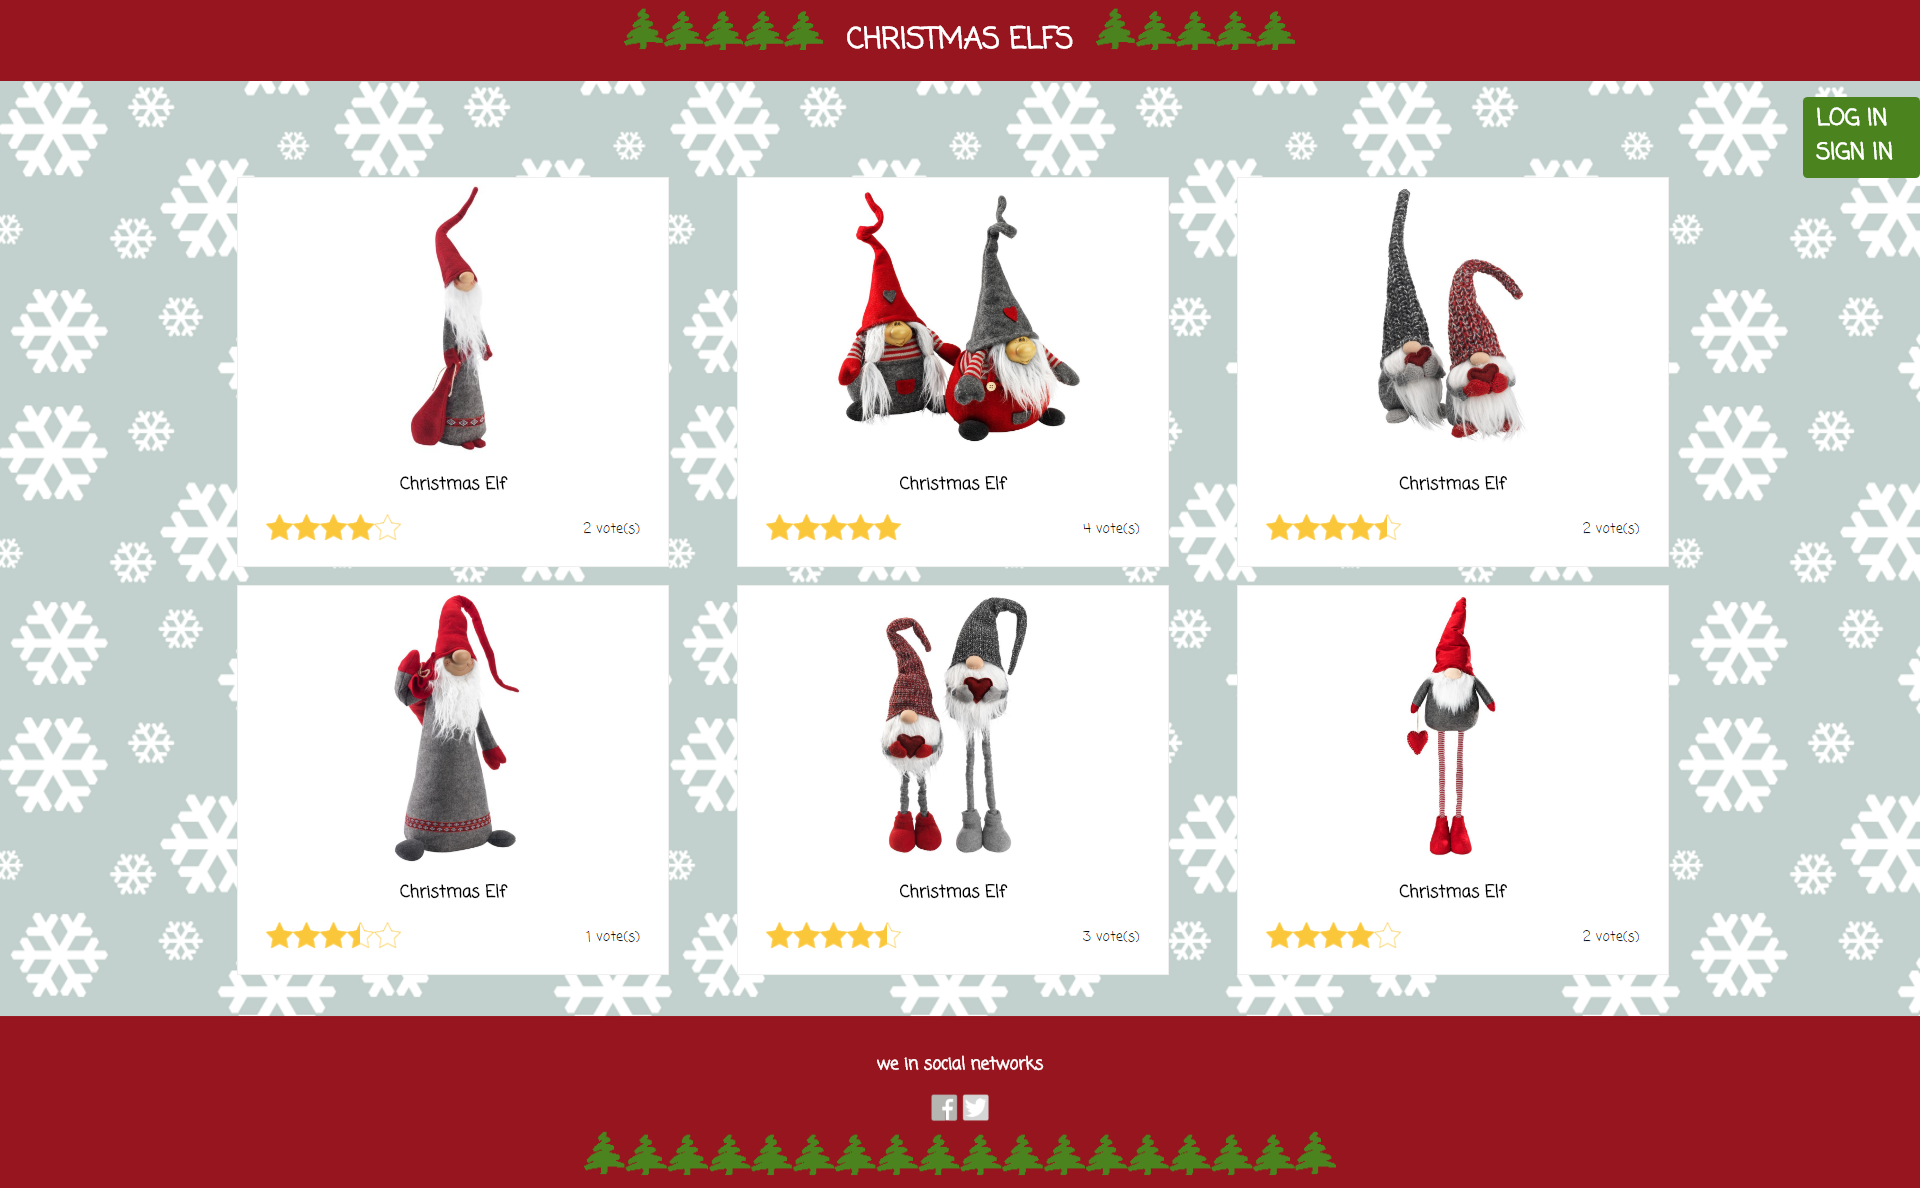 CHRISTMAS ELFS
LOG IN
SIGN IN
Christmas Elf
2 vote(s)
Christmas Elf
4 vote(s)
Christmas Elf
2 vote(s)
Christmas Elf
1 vote(s)
Christmas Elf
3 vote(s)
Christmas Elf
2 vote(s)
we in social networks